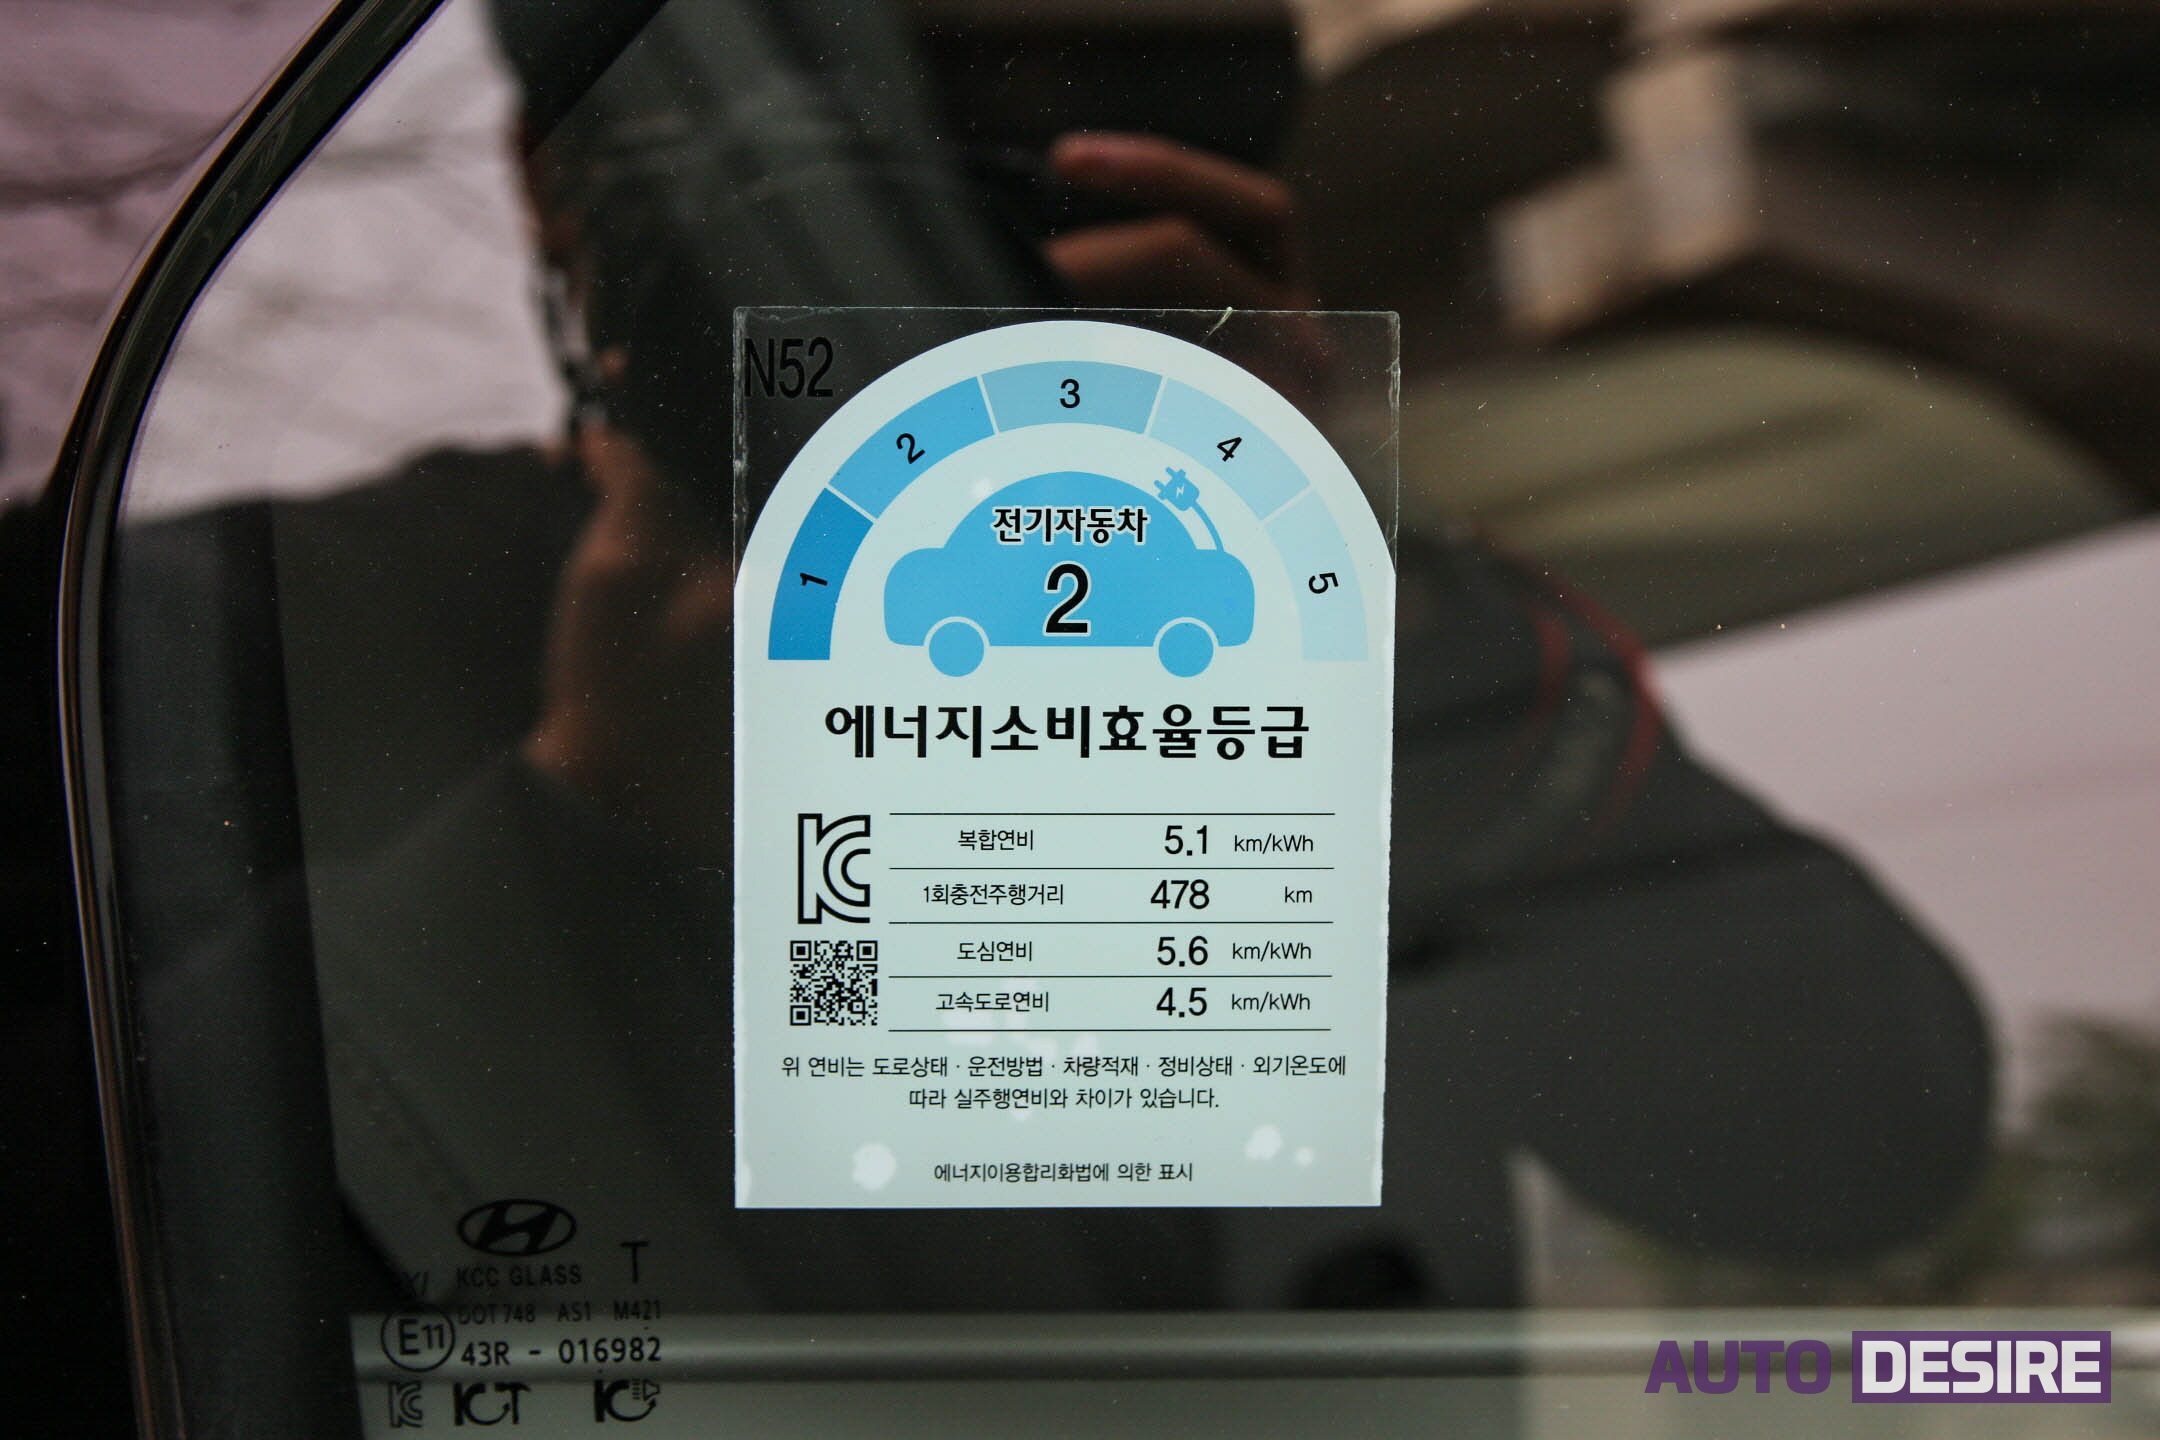 N52
1
2
3
4
5
전기자동차
2
에너지소비효율등급
복합연비 5.1 km/kWh
1회충전주행거리 478 km
도심연비 5.6 km/kWh
고속도로연비 4.5 km/kWh
위 연비는 도로상태 · 운전방법 · 차량적재 · 정비상태 · 외기온도에
따라 실주행연비와 차이가 있습니다.
에너지이용합리화법에 의한 표시
KCC GLASS T
DOT748 AS1 M421
E11 43R - 016982
AUTO DESIRE